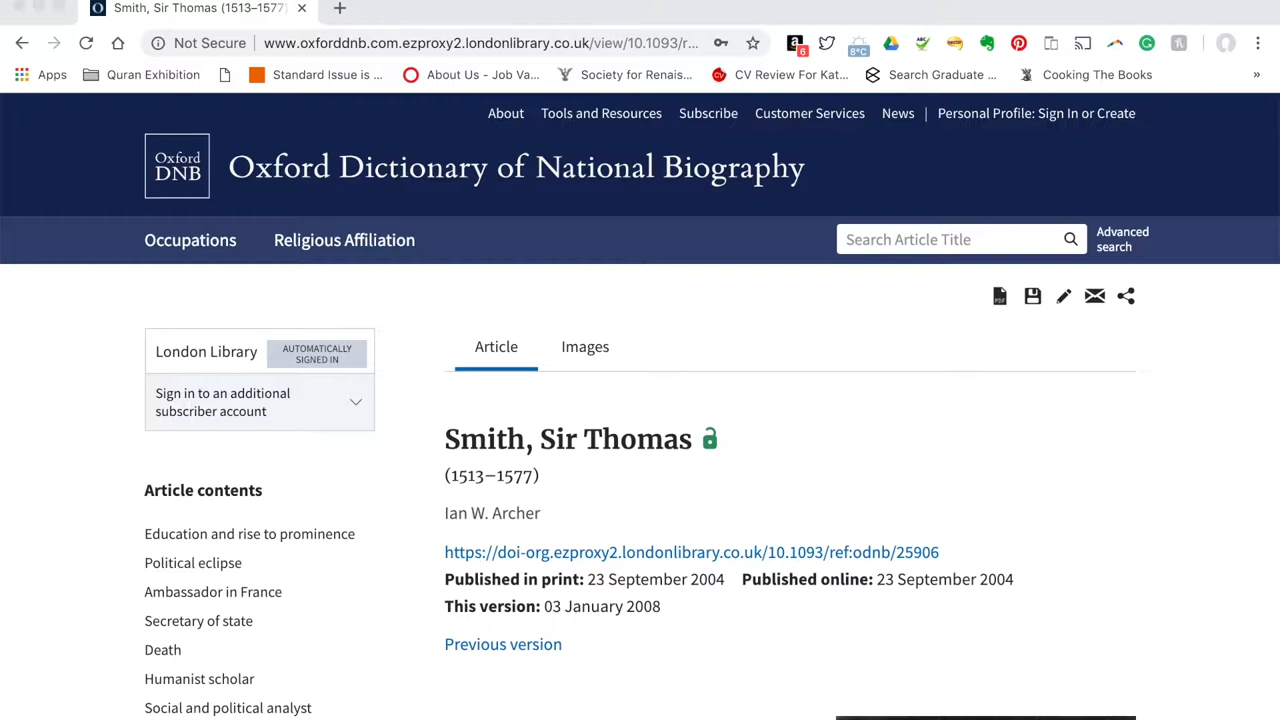 Smith, Sir Thomas (1513–1577)
Not Secure
www.oxforddnb.com.ezproxy2.londonlibrary.co.uk/view/10.1093/r...
6
8°C
Apps
Quran Exhibition
Standard Issue is ...
About Us - Job Va...
Society for Renais...
CV Review For Kat...
Search Graduate ...
Cooking The Books
»
About
Tools and Resources
Subscribe
Customer Services
News
Personal Profile: Sign In or Create
Oxford
DNB
Oxford Dictionary of National Biography
Occupations
Religious Affiliation
Search Article Title
Advanced
search
PDF
London Library
AUTOMATICALLY
SIGNED IN
Sign in to an additional
subscriber account
Article
Images
Smith, Sir Thomas
(1513–1577)
Ian W. Archer
https://doi-org.ezproxy2.londonlibrary.co.uk/10.1093/ref:odnb/25906
Published in print: 23 September 2004 Published online: 23 September 2004
This version: 03 January 2008
Previous version
Article contents
Education and rise to prominence
Political eclipse
Ambassador in France
Secretary of state
Death
Humanist scholar
Social and political analyst